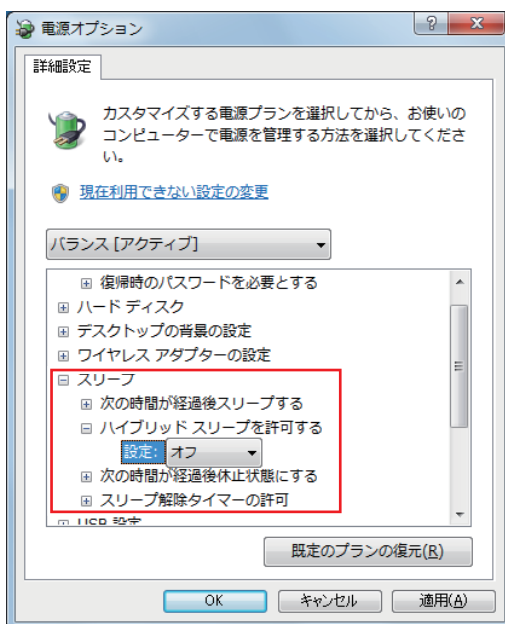 電源オプション
詳細設定
カスタマイズする電源プランを選択してから、お使いの
コンピューターで電源を管理する方法を選択してくださ
い。
現在利用できない設定の変更
バランス [アクティブ]
復帰時のパスワードを必要とする
ハード ディスク
デスクトップの背景の設定
ワイヤレス アダプターの設定
スリープ
次の時間が経過後スリープする
ハイブリッド スリープを許可する
設定: オフ
次の時間が経過後休止状態にする
スリープ解除タイマーの許可
USB 設定
既定のプランの復元(R)
OK キャンセル 適用(A)